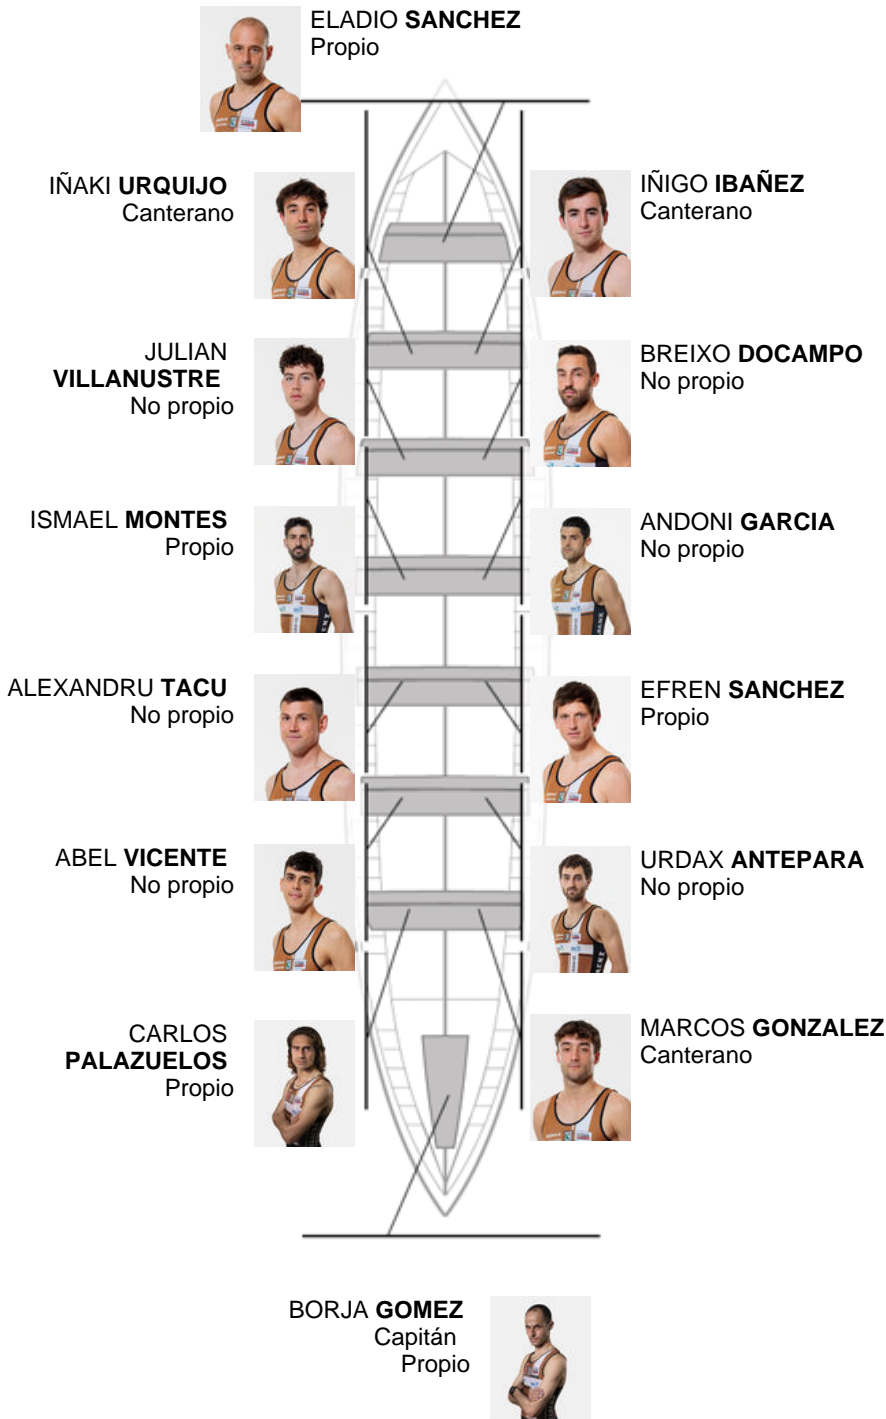 ELADIO SANCHEZ
Propio
IÑAKI URQUIJO
Canterano
IÑIGO IBAÑEZ
Canterano
JULIAN
VILLANUSTRE
No propio
BREIXO DOCAMPO
No propio
ISMAEL MONTES
Propio
ANDONI GARCIA
No propio
ALEXANDRU TACU
No propio
EFREN SANCHEZ
Propio
ABEL VICENTE
No propio
URDAX ANTEPARA
No propio
CARLOS
PALAZUELOS
Propio
MARCOS GONZALEZ
Canterano
BORJA GOMEZ
Capitán
Propio